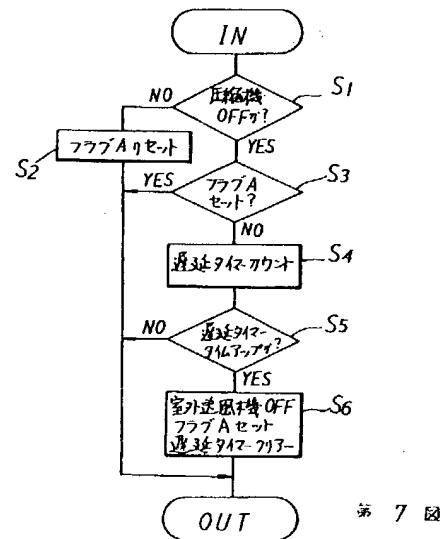 IN
圧縮機
OFFか?
S1
NO
YES
フラグAリセット
S2
YES
フラグA
セット?
S3
NO
遅延タイマーカウント
S4
NO
遅延タイマー
タイムアップか?
S5
YES
室外送風機OFF
フラグAセット
遅延タイマークリアー
S6
OUT
第 7 図